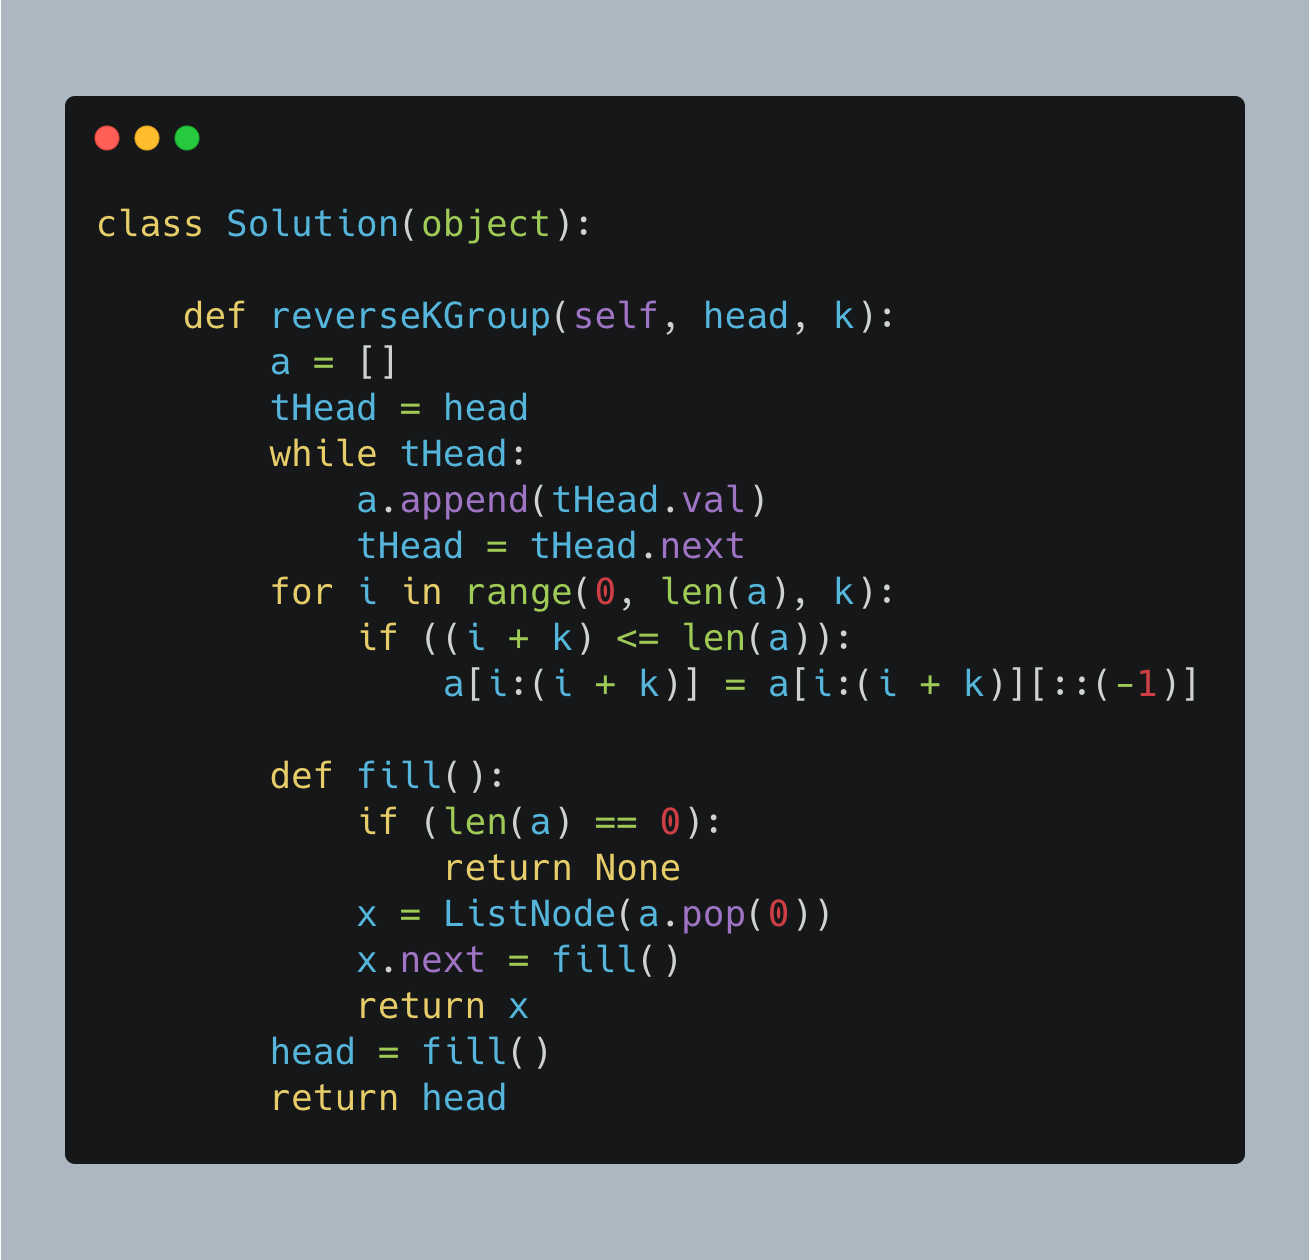 class Solution(object):

    def reverseKGroup(self, head, k):
        a = []
        tHead = head
        while tHead:
            a.append(tHead.val)
            tHead = tHead.next
        for i in range(0, len(a), k):
            if ((i + k) <= len(a)):
                a[i:(i + k)] = a[i:(i + k)][::(-1)]

        def fill():
            if (len(a) == 0):
                return None
            x = ListNode(a.pop(0))
            x.next = fill()
            return x
        head = fill()
        return head